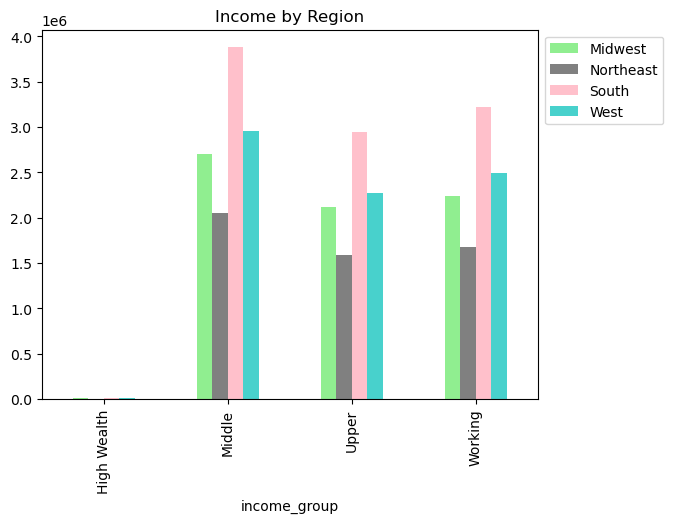 Income by Region
1e6
4.0
3.5
3.0
2.5
2.0
1.5
1.0
0.5
0.0
High Wealth
Middle
Upper
Working
income_group
Midwest
Northeast
South
West